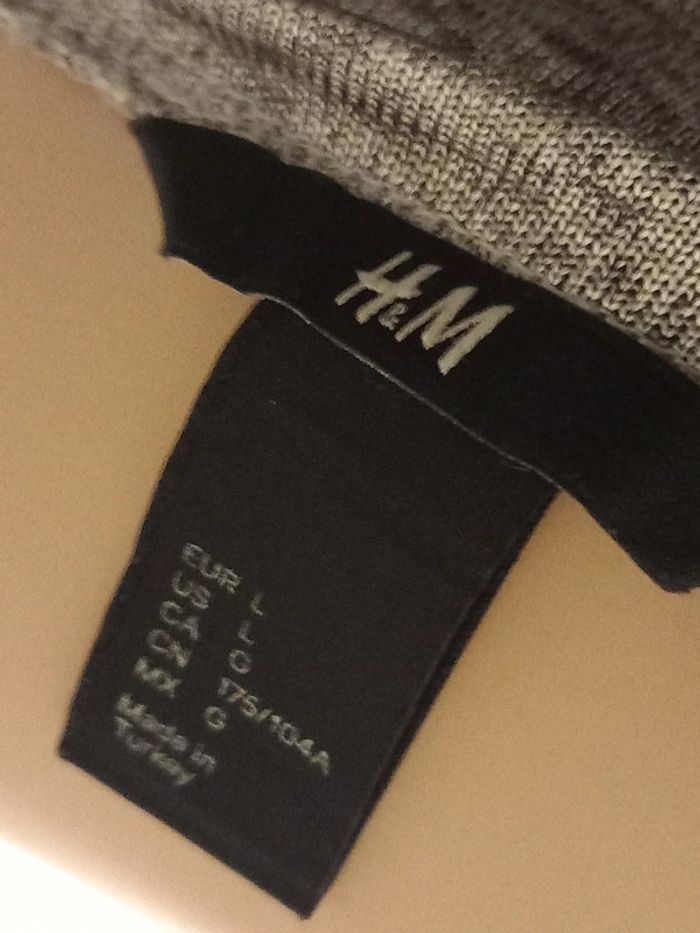 H&M
EUR L
US L
CA G
CN 175/104A
MX G
Made in
Turkey